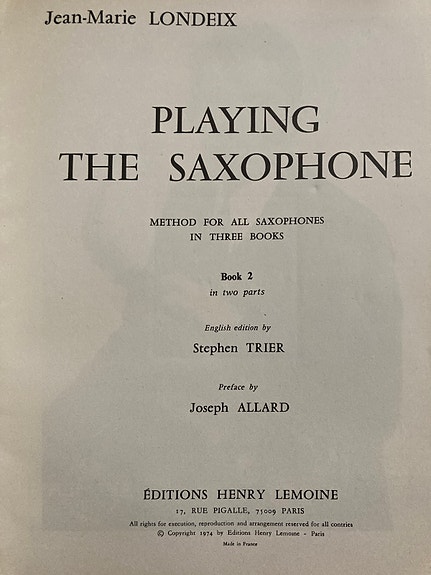 Jean-Marie LONDEIX
PLAYING
THE SAXOPHONE
METHOD FOR ALL SAXOPHONES
IN THREE BOOKS
Book 2
in two parts
English edition by
Stephen TRIER
Preface by
Joseph ALLARD
ÉDITIONS HENRY LEMOINE
17, RUE PIGALLE, 75009 PARIS
All rights for execution, reproduction and arrangement reserved for all contries
© Copyright 1974 by Editions Henry Lemoine - Paris
Made in France